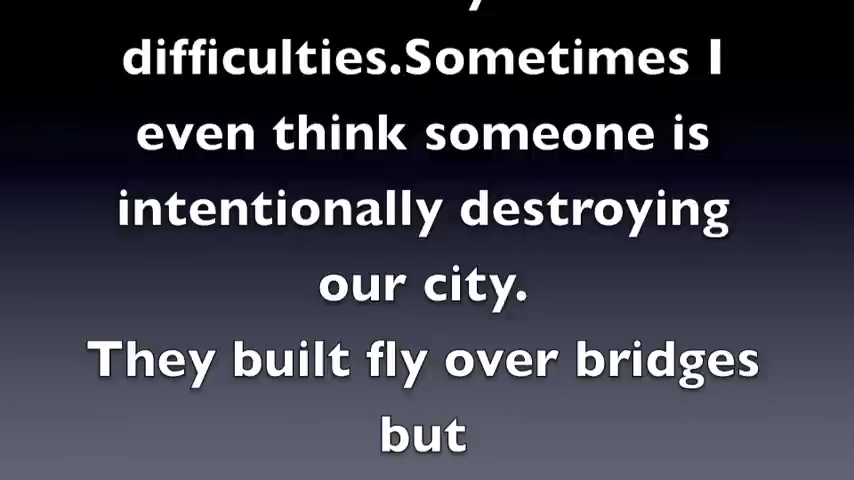 difficulties.Sometimes I
even think someone is
intentionally destroying
our city.
They built fly over bridges
but